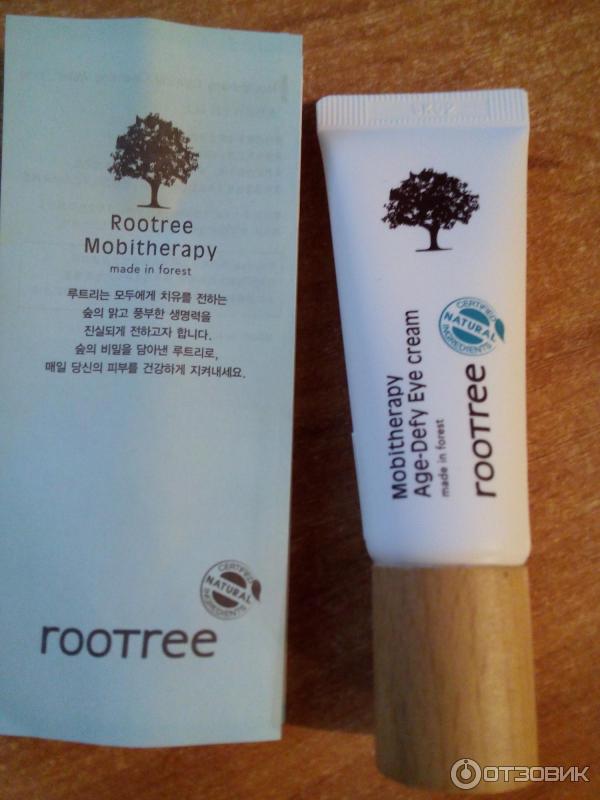 Rootree
Mobitherapy
made in forest
루트리는 모두에게 치유를 전하는
숲의 맑고 풍부한 생명력을
진실되게 전하고자 합니다.
숲의 비밀을 담아낸 루트리로,
매일 당신의 피부를 건강하게 지켜내세요.
CERTIFIED
NATURAL
INGREDIENTS
rooTree
Mobitherapy
Age-Defy Eye cream
made in forest
CERTIFIED
NATURAL
INGREDIENTS
rooTree
ОТЗОВИК